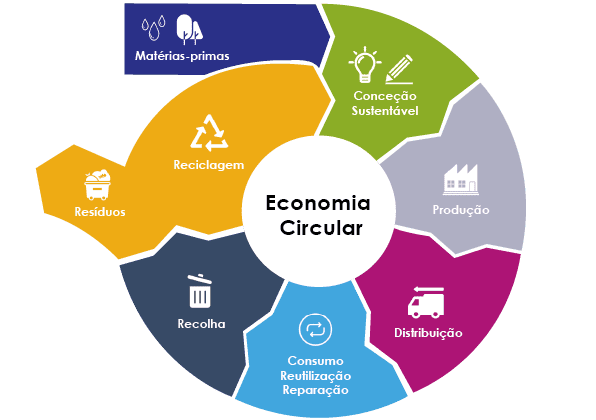 Matérias-primas
Conceção
Sustentável
Produção
Distribuição
Consumo
Reutilização
Reparação
Recolha
Resíduos
Reciclagem
Economia
Circular